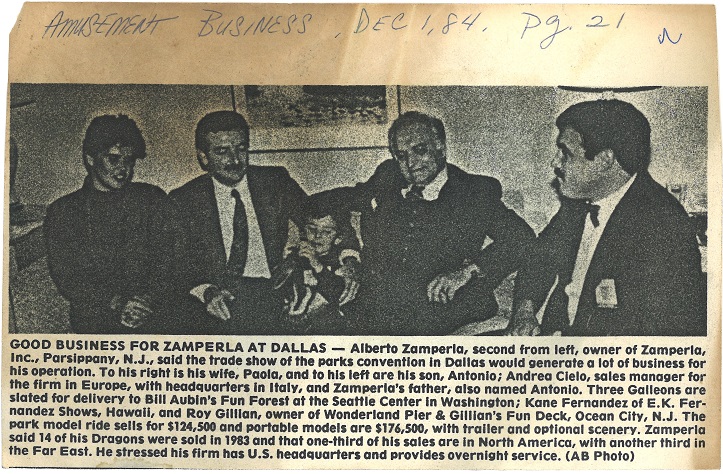 AMUSEMENT BUSINESS, DEC 1, 84. pg. 21 N
GOOD BUSINESS FOR ZAMPERLA AT DALLAS — Alberto Zamperla, second from left, owner of Zamperla,
Inc., Parsippany, N.J., said the trade show of the parks convention in Dallas would generate a lot of business for
his operation. To his right is his wife, Paola, and to his left are his son, Antonio; Andrea Cielo, sales manager for
the firm in Europe, with headquarters in Italy, and Zamperla's father, also named Antonio. Three Galleons are
slated for delivery to Bill Aubin's Fun Forest at the Seattle Center in Washington; Kane Fernandez of E.K. Fer-
nandez Shows, Hawaii, and Roy Gillian, owner of Wonderland Pier & Gillian's Fun Deck, Ocean City, N.J. The
park model ride sells for $124,500 and portable models are $176,500, with trailer and optional scenery. Zamperla
said 14 of his Dragons were sold in 1983 and that one-third of his sales are in North America, with another third in
the Far East. He stressed his firm has U.S. headquarters and provides overnight service. (AB Photo)